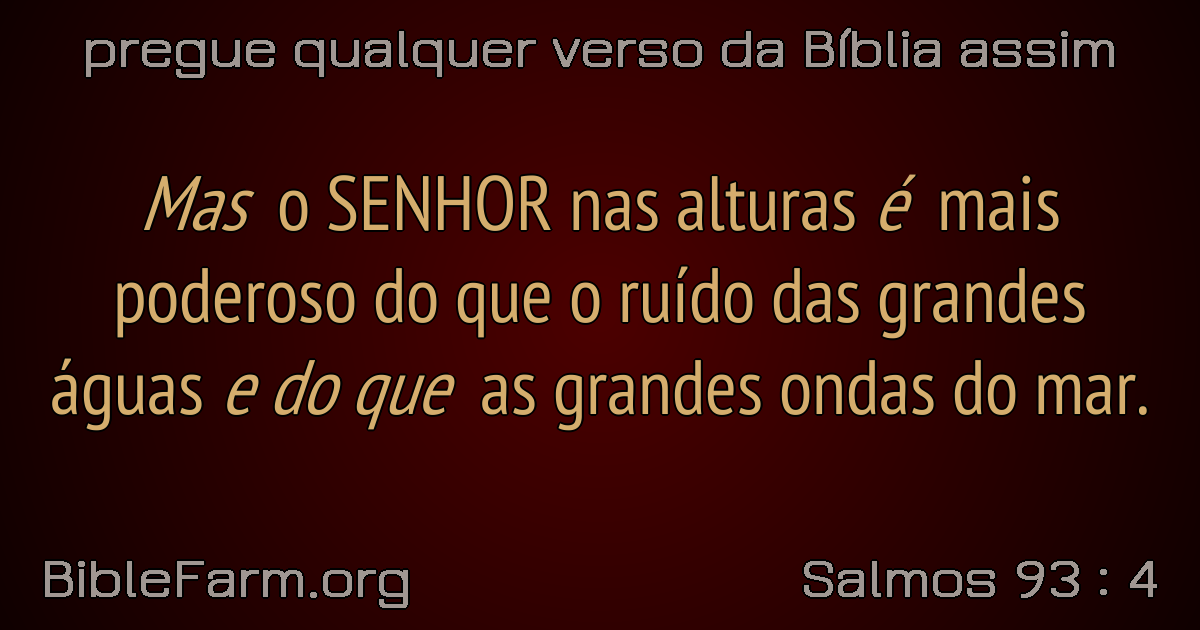 pregue qualquer verso da Bíblia assim
Mas o SENHOR nas alturas é mais
poderoso do que o ruído das grandes
águas e do que as grandes ondas do mar.
BibleFarm.org
Salmos 93 : 4